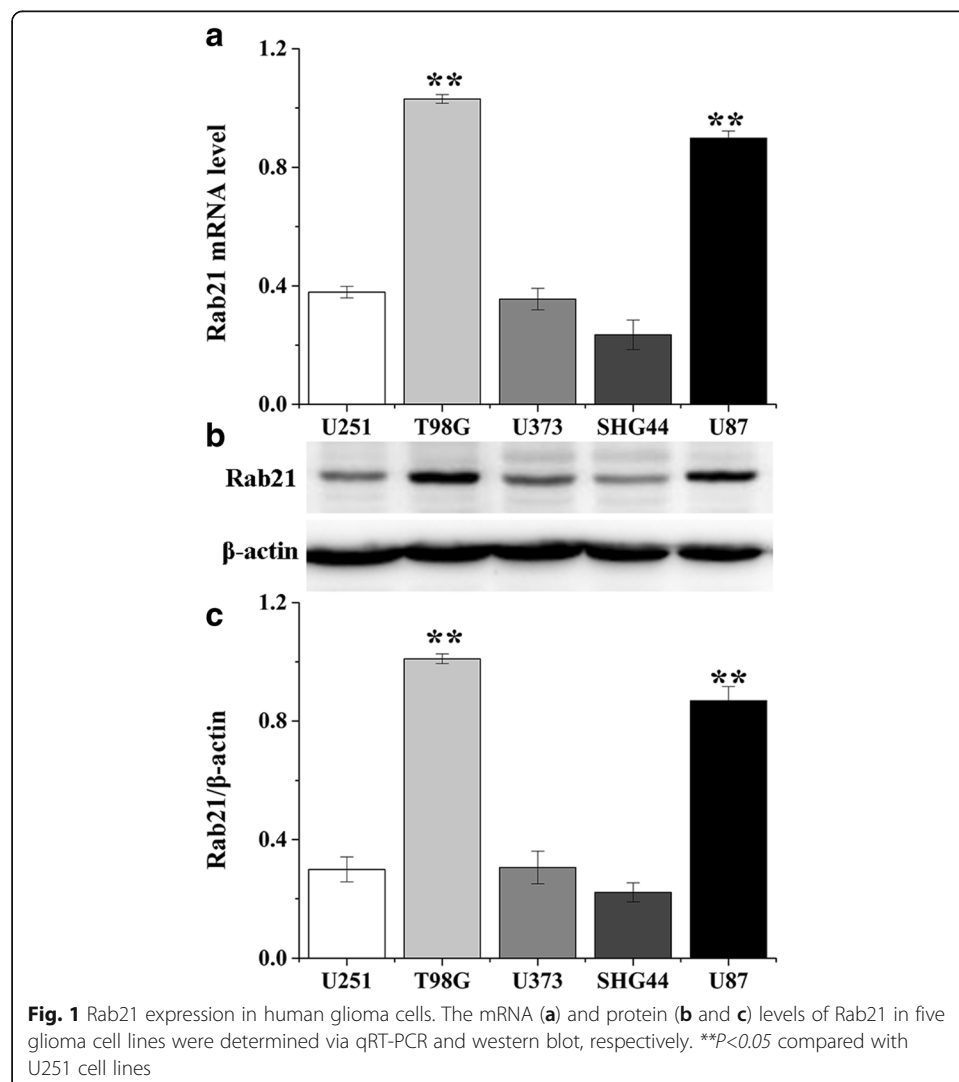 a
1.2
**
**
0.8
Rab21 mRNA level
0.4
0.0
U251 T98G U373 SHG44 U87
b
Rab21
β-actin
1.2
c
**
**
0.8
Rab21/β-actin
0.4
0.0
U251 T98G U373 SHG44 U87
Fig. 1 Rab21 expression in human glioma cells. The mRNA (a) and protein (b and c) levels of Rab21 in five
glioma cell lines were determined via qRT-PCR and western blot, respectively. **P<0.05 compared with
U251 cell lines